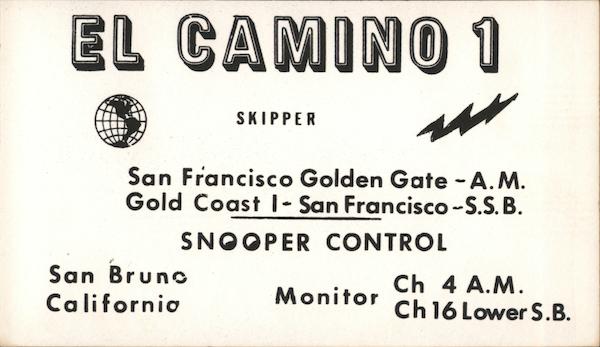 EL CAMINO 1
SKIPPER
San Francisco Golden Gate - A.M.
Gold Coast I - San Francisco - S.S.B.
SNOOPER CONTROL
San Bruno
California
Monitor
Ch 4 A.M.
Ch 16 Lower S.B.